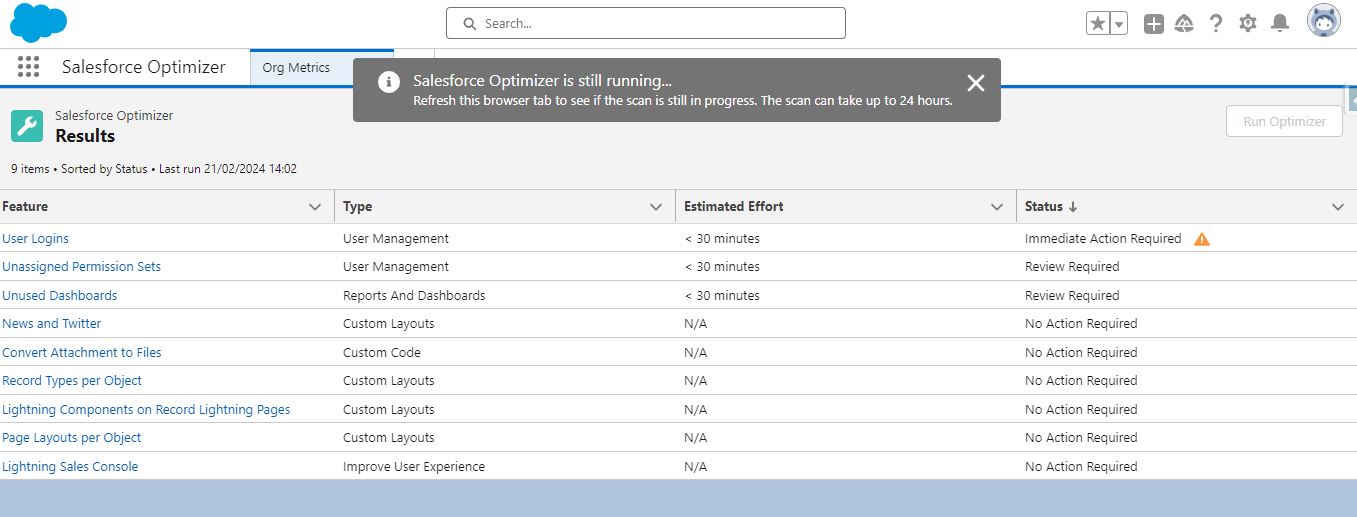 Search...
Salesforce Optimizer
Org Metrics
Salesforce Optimizer is still running...
Refresh this browser tab to see if the scan is still in progress. The scan can take up to 24 hours.
Salesforce Optimizer
Results
Run Optimizer
9 items • Sorted by Status • Last run 21/02/2024 14:02
Feature Type Estimated Effort Status
User Logins User Management < 30 minutes Immediate Action Required
Unassigned Permission Sets User Management < 30 minutes Review Required
Unused Dashboards Reports And Dashboards < 30 minutes Review Required
News and Twitter Custom Layouts N/A No Action Required
Convert Attachment to Files Custom Code N/A No Action Required
Record Types per Object Custom Layouts N/A No Action Required
Lightning Components on Record Lightning Pages Custom Layouts N/A No Action Required
Page Layouts per Object Custom Layouts N/A No Action Required
Lightning Sales Console Improve User Experience N/A No Action Required